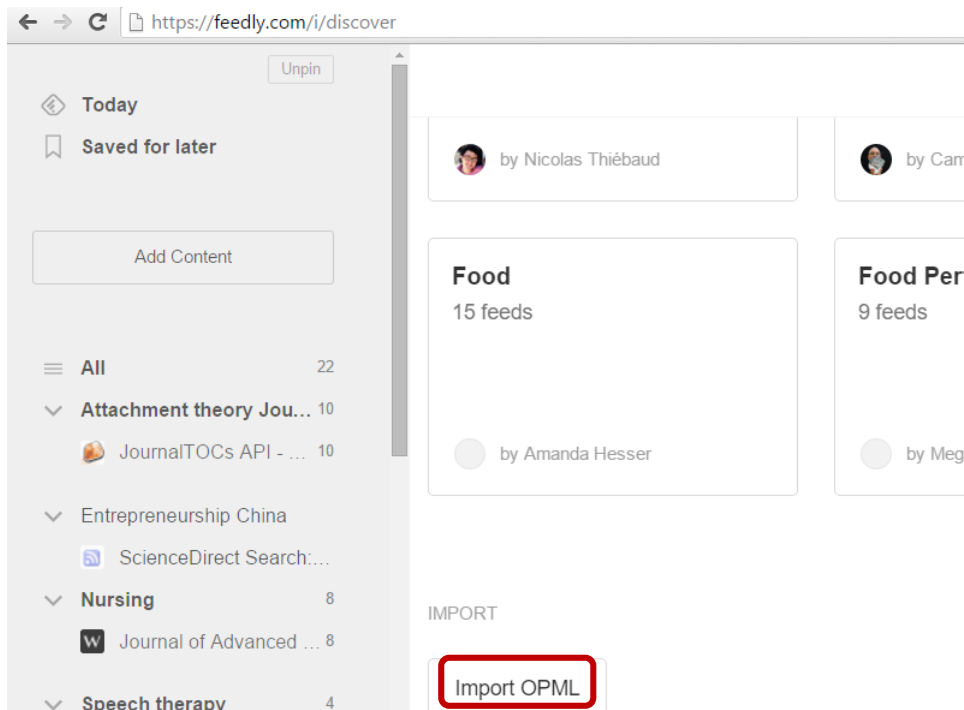 https://feedly.com/i/discover
Unpin
Today
Saved for later
Add Content
All 22
Attachment theory Jou... 10
JournalTOCs API - ... 10
Entrepreneurship China
ScienceDirect Search:...
Nursing 8
W Journal of Advanced ... 8
Speech therapy 4
by Nicolas Thiébaud
by Cam
Food
15 feeds
by Amanda Hesser
Food Per
9 feeds
by Meg
IMPORT
Import OPML